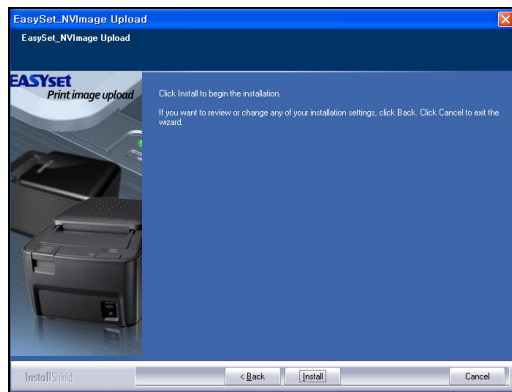 EasySet_NVImage Upload
EasySet_NVImage Upload
EASYset
Print image upload
Click Install to begin the installation.
If you want to review or change any of your installation settings, click Back. Click Cancel to exit the
wizard.
InstallShield
< Back
Install
Cancel